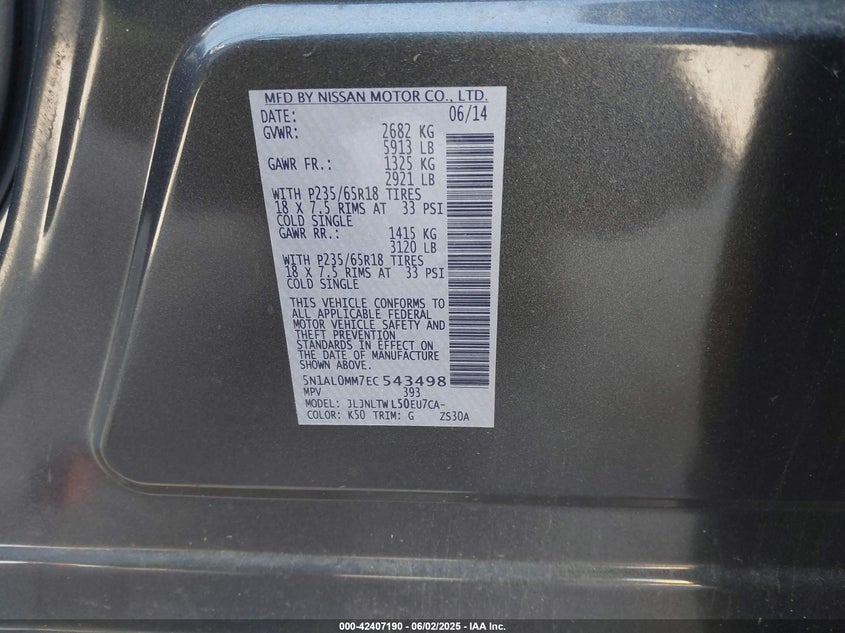 MFD BY NISSAN MOTOR CO., LTD.
DATE: 06/14
GVWR: 2682 KG
5913 LB
GAWR FR.: 1325 KG
2921 LB
WITH P235/65R18 TIRES
18 X 7.5 RIMS AT 33 PSI
COLD SINGLE
GAWR RR.: 1415 KG
3120 LB
WITH P235/65R18 TIRES
18 X 7.5 RIMS AT 33 PSI
COLD SINGLE
THIS VEHICLE CONFORMS TO
ALL APPLICABLE FEDERAL
MOTOR VEHICLE SAFETY AND
THEFT PREVENTION
STANDARDS IN EFFECT ON
THE DATE OF MANUFACTURE
SHOWN ABOVE.
5N1AL0MM7EC543498
MPV 393
MODEL: JLJNLTWL50EU7CA-
COLOR: K50 TRIM: G ZS30A
000-42407190 - 06/02/2025 - IAA Inc.